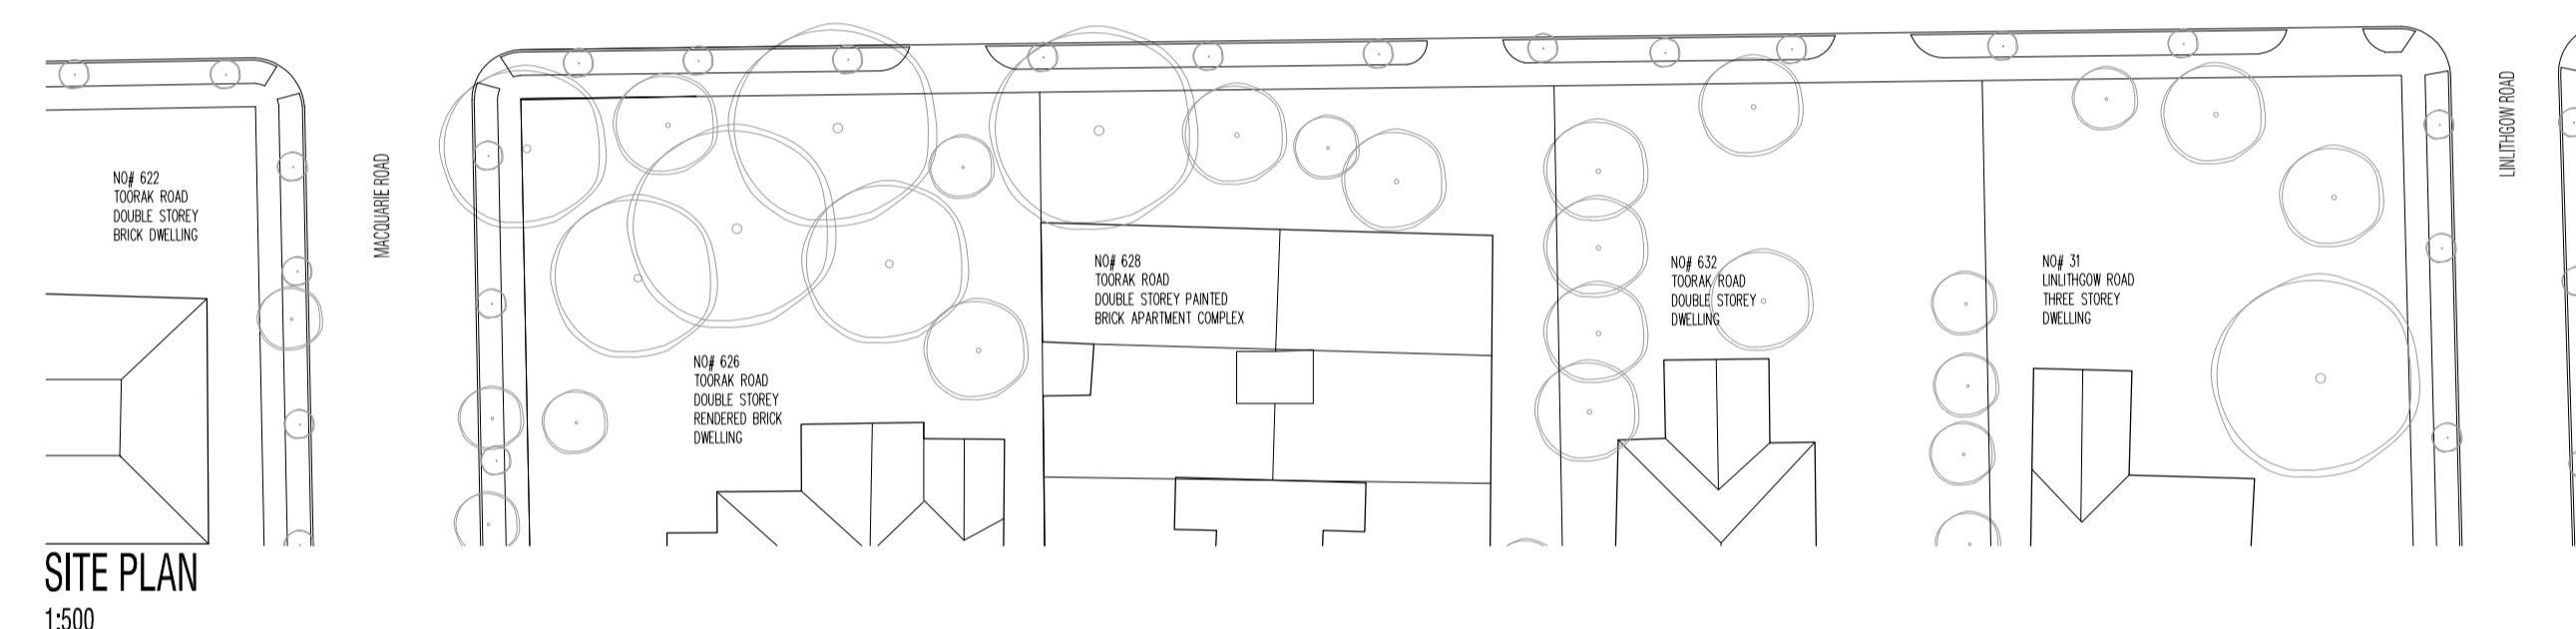 NO# 622
TOORAK ROAD
DOUBLE STOREY
BRICK DWELLING
MACQUARIE ROAD
NO# 626
TOORAK ROAD
DOUBLE STOREY
RENDERED BRICK
DWELLING
NO# 628
TOORAK ROAD
DOUBLE STOREY PAINTED
BRICK APARTMENT COMPLEX
NO# 632
TOORAK ROAD
DOUBLE STOREY
DWELLING
NO# 31
LINLITHGOW ROAD
THREE STOREY
DWELLING
LINLITHGOW ROAD
SITE PLAN
1:500